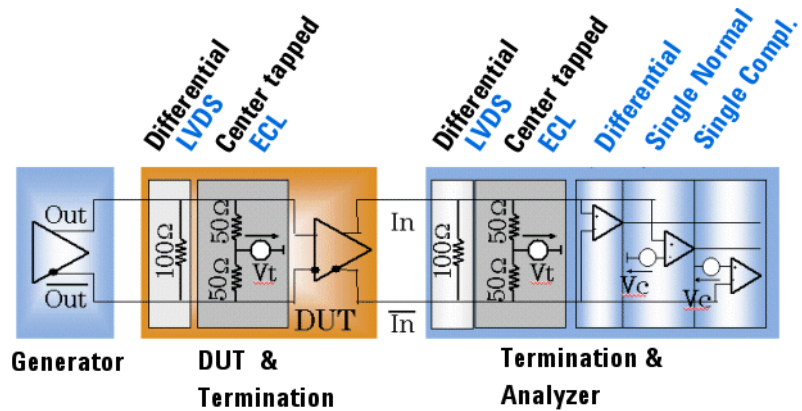 Differential
LVDS
Center tapped
ECL
Differential
LVDS
Center tapped
ECL
Differential
Single Normal
Single Compl.
Out
Out
100Ω
50Ω
50Ω
Vt
DUT
In
In
100Ω
50Ω
50Ω
Vt
Vc
Vc
Generator
DUT &
Termination
Termination &
Analyzer